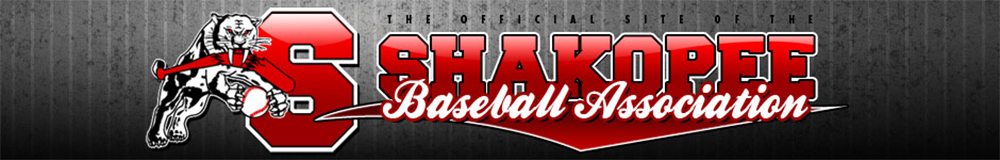 THE OFFICIAL SITE OF THE
S
SHAKOPEE
Baseball Association